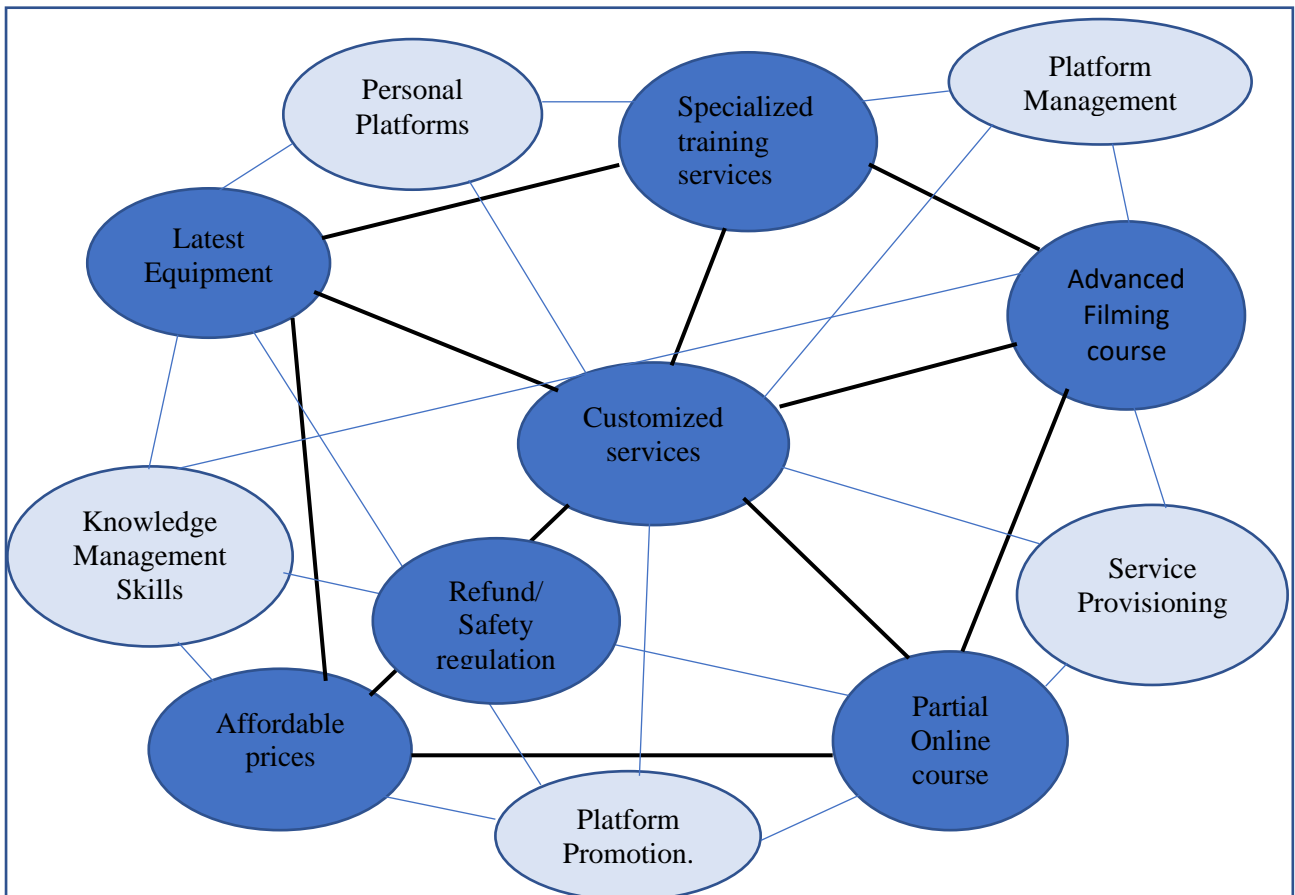 Personal
Platforms
Specialized
training
services
Platform
Management
Latest
Equipment
Advanced
Filming
course
Customized
services
Knowledge
Management
Skills
Refund/
Safety
regulation
Service
Provisioning
Affordable
prices
Partial
Online
course
Platform
Promotion.